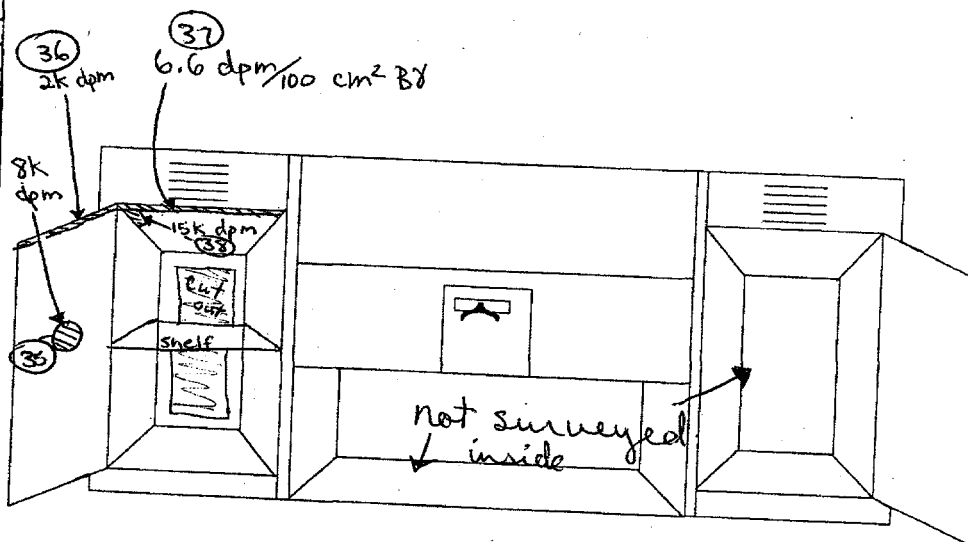 37
6.6 dpm/100 cm² βγ
36
2k dpm
8k
dpm
15k dpm
38
cut
out
shelf
35
not surveyed
inside